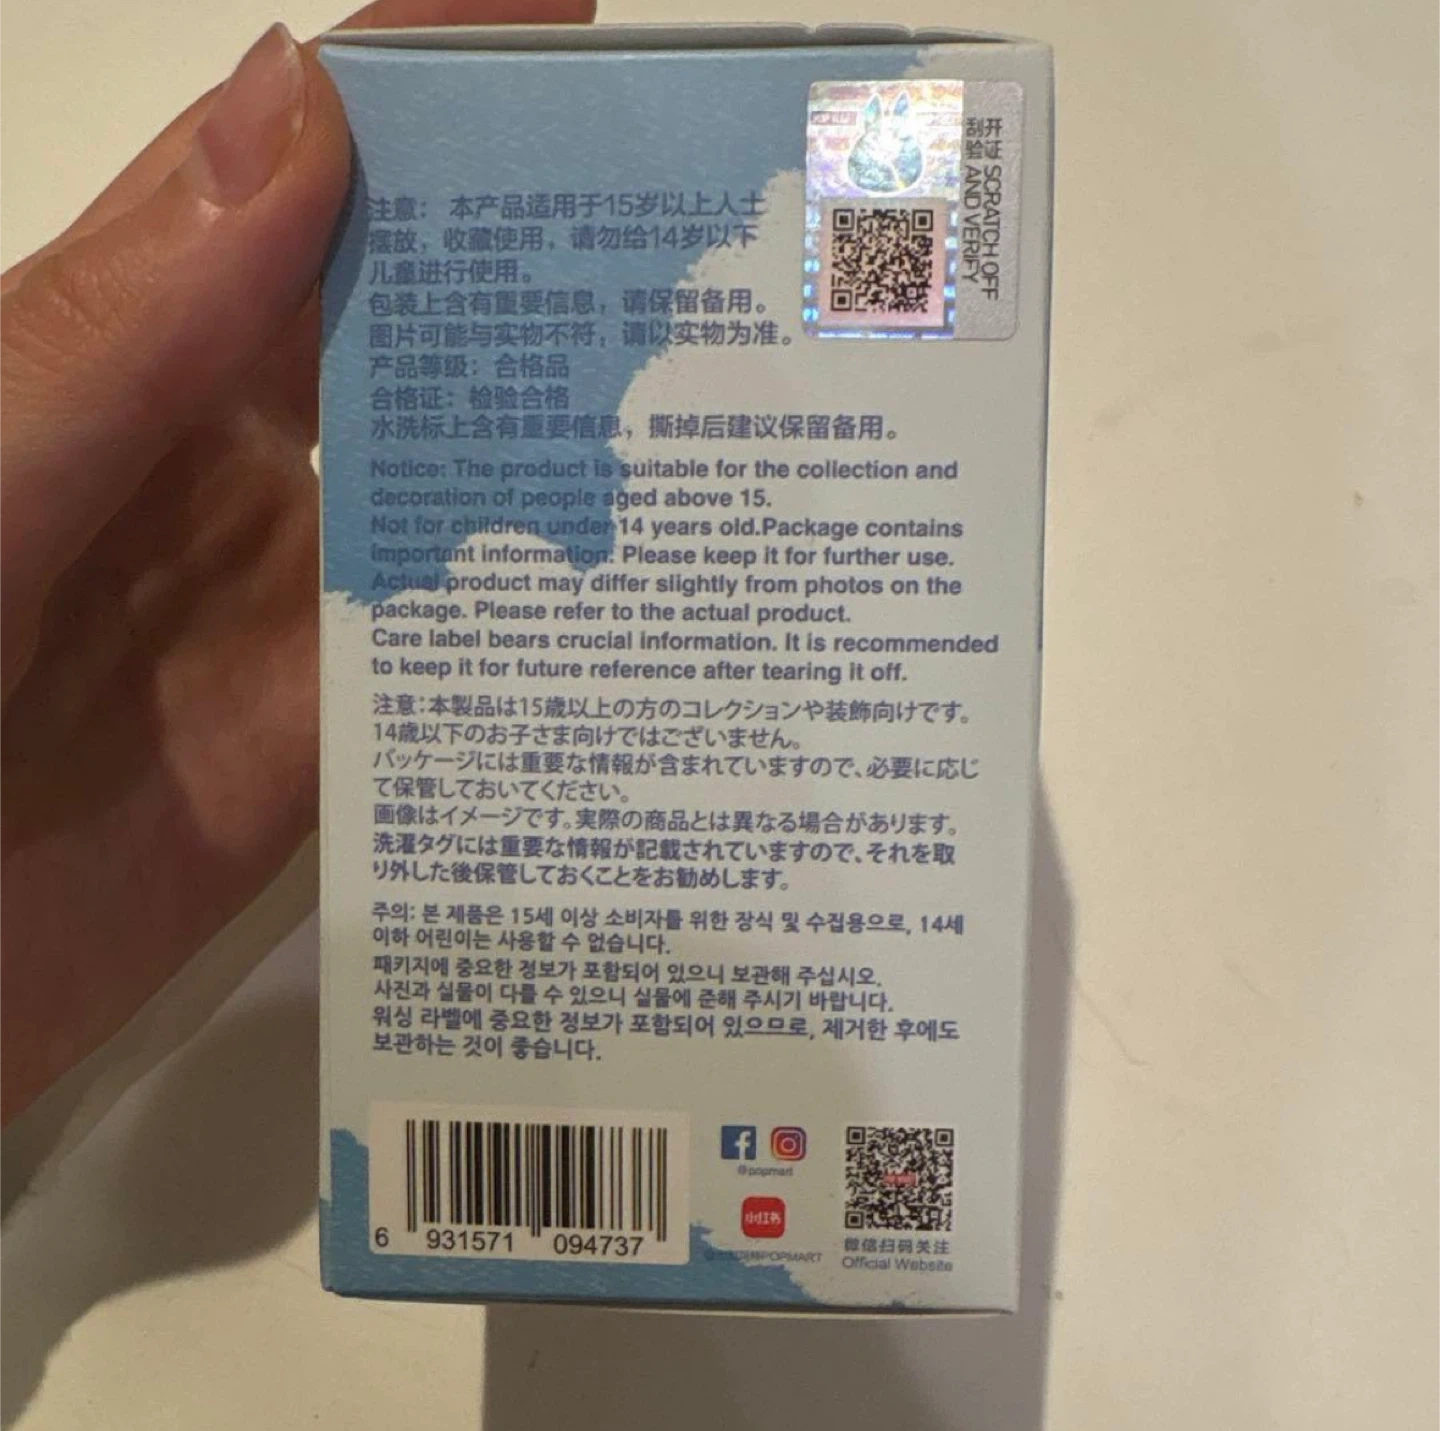 刮开
验证 SCRATCH OFF
AND VERIFY
注意： 本产品适用于15岁以上人士
摆放，收藏使用，请勿给14岁以下
儿童进行使用。
包装上含有重要信息，请保留备用。
图片可能与实物不符，请以实物为准。
产品等级：合格品
合格证：检验合格
水洗标上含有重要信息，撕掉后建议保留备用。
Notice: The product is suitable for the collection and
decoration of people aged above 15.
Not for children under 14 years old.Package contains
important information. Please keep it for further use.
Actual product may differ slightly from photos on the
package. Please refer to the actual product.
Care label bears crucial information. It is recommended
to keep it for future reference after tearing it off.
注意：本製品は15歳以上の方のコレクションや装飾向けです。
14歳以下のお子さま向けではございません。
パッケージには重要な情報が含まれていますので、必要に応じ
て保管しておいてください。
画像はイメージです。実際の商品とは異なる場合があります。
洗濯タグには重要な情報が記載されていますので、それを取
り外した後保管しておくことをお勧めします。
주의: 본 제품은 15세 이상 소비자를 위한 장식 및 수집용으로, 14세
이하 어린이는 사용할 수 없습니다.
패키지에 중요한 정보가 포함되어 있으니 보관해 주십시오.
사진과 실물이 다를 수 있으니 실물에 준해 주시기 바랍니다.
워싱 라벨에 중요한 정보가 포함되어 있으므로, 제거한 후에도
보관하는 것이 좋습니다.
6 931571 094737
@popmart
小红书
POPMART
微信扫码关注
Official Website